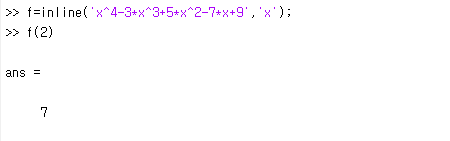 >> f=inline('x^4-3*x^3+5*x^2-7*x+9','x');
>> f(2)
ans =
7